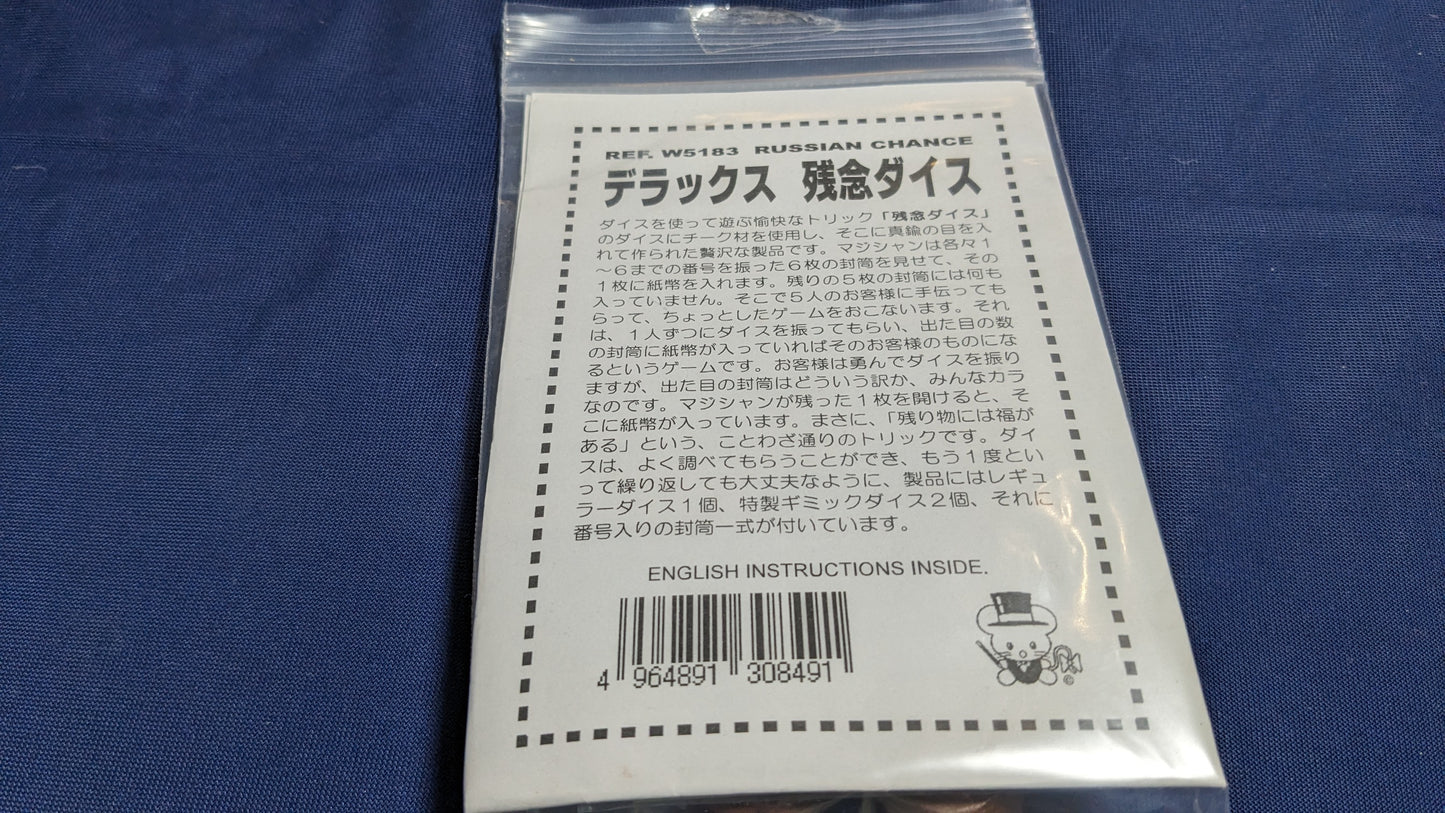 REF. W5183 RUSSIAN CHANCE
デラックス 残念ダイス
ダイスを使って遊ぶ愉快なトリック「残念ダイス」
のダイスにチーク材を使用し、そこに真鍮の目を入
れて作られた贅沢な製品です。マジシャンは各々1
～6までの番号を振った6枚の封筒を見せて、その
1枚に紙幣を入れます。残りの5枚の封筒には何も
入っていません。そこで5人のお客様に手伝っても
らって、ちょっとしたゲームをおこないます。それ
は、1人ずつにダイスを振ってもらい、出た目の数
の封筒に紙幣が入っていればそのお客様のものにな
るというゲームです。お客様は勇んでダイスを振り
ますが、出た目の封筒はどういう訳か、みんなカラ
なのです。マジシャンが残った1枚を開けると、そ
こに紙幣が入っています。まさに、「残り物には福が
ある」という、ことわざ通りのトリックです。ダイ
スは、よく調べてもらうことができ、もう1度とい
って繰り返しても大丈夫なように、製品にはレギュ
ラーダイス1個、特製ギミックダイス2個、それに
番号入りの封筒一式が付いています。
ENGLISH INSTRUCTIONS INSIDE.
4 964891 308491
©